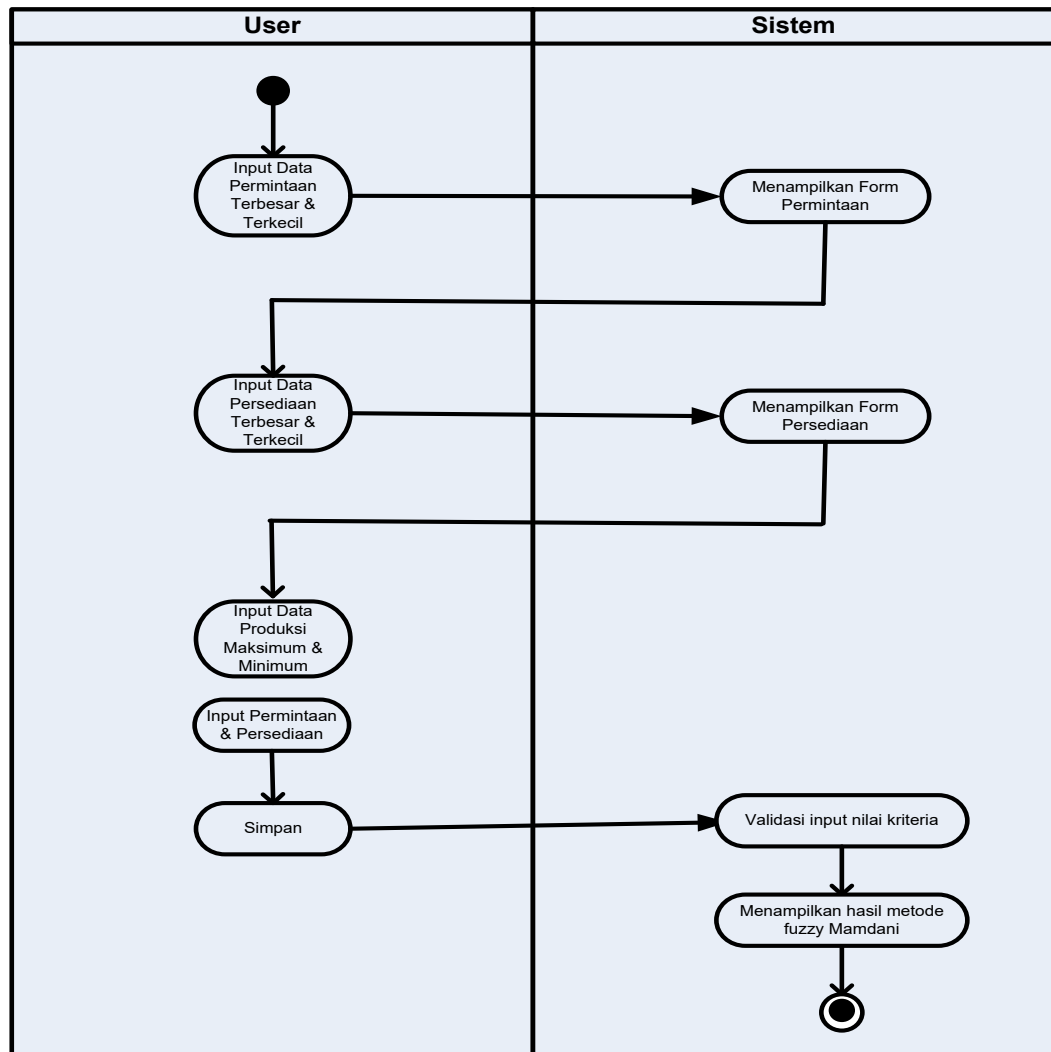 User
Sistem
Input Data
Permintaan
Terbesar &
Terkecil
Menampilkan Form
Permintaan
Input Data
Persediaan
Terbesar &
Terkecil
Menampilkan Form
Persediaan
Input Data
Produksi
Maksimum &
Minimum
Input Permintaan
& Persediaan
Simpan
Validasi input nilai kriteria
Menampilkan hasil metode
fuzzy Mamdani